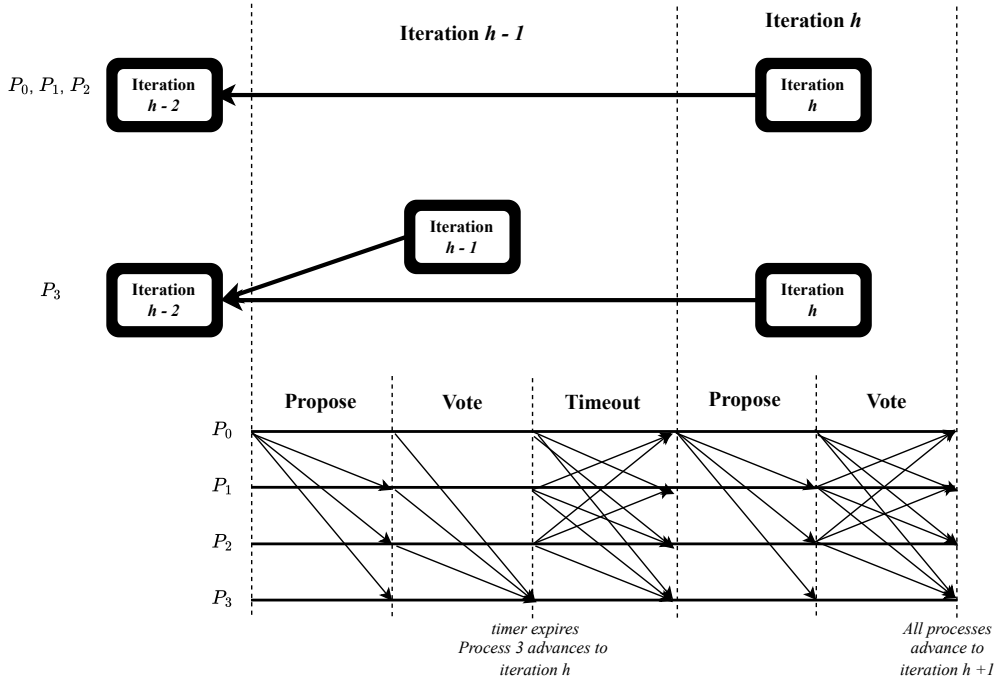 Iteration h - 1
Iteration h
P0, P1, P2
Iteration
h - 2
Iteration
h
Iteration
h - 1
P3
Iteration
h - 2
Iteration
h
Propose
Vote
Timeout
Propose
Vote
P0
P1
P2
P3
timer expires
Process 3 advances to
iteration h
All processes
advance to
iteration h +1